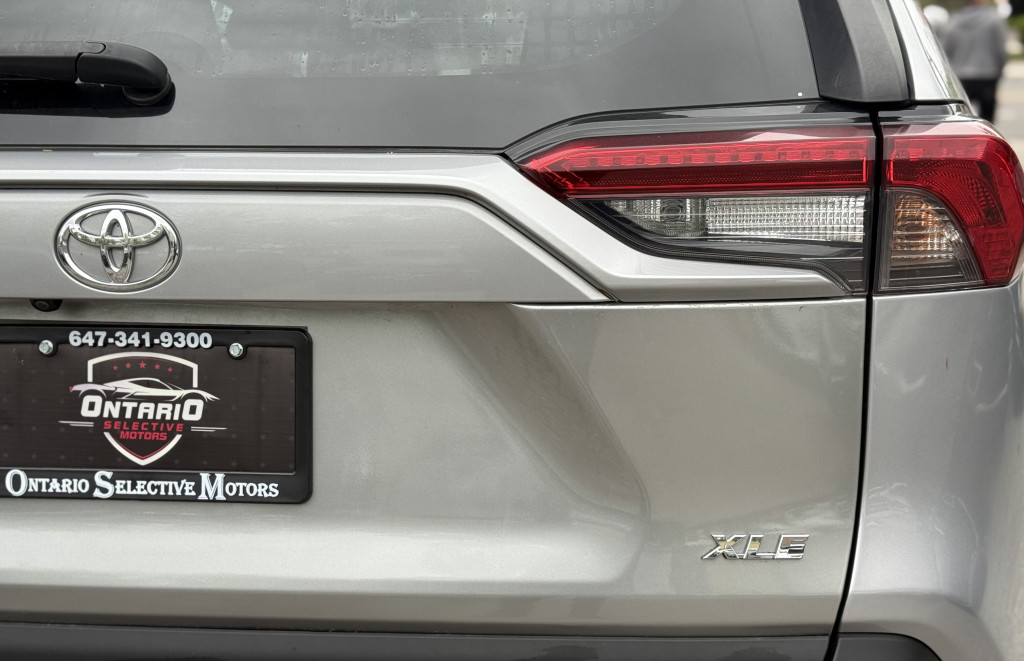 647-341-9300
ONTARIO
SELECTIVE
MOTORS
ONTARIO SELECTIVE MOTORS
XLE